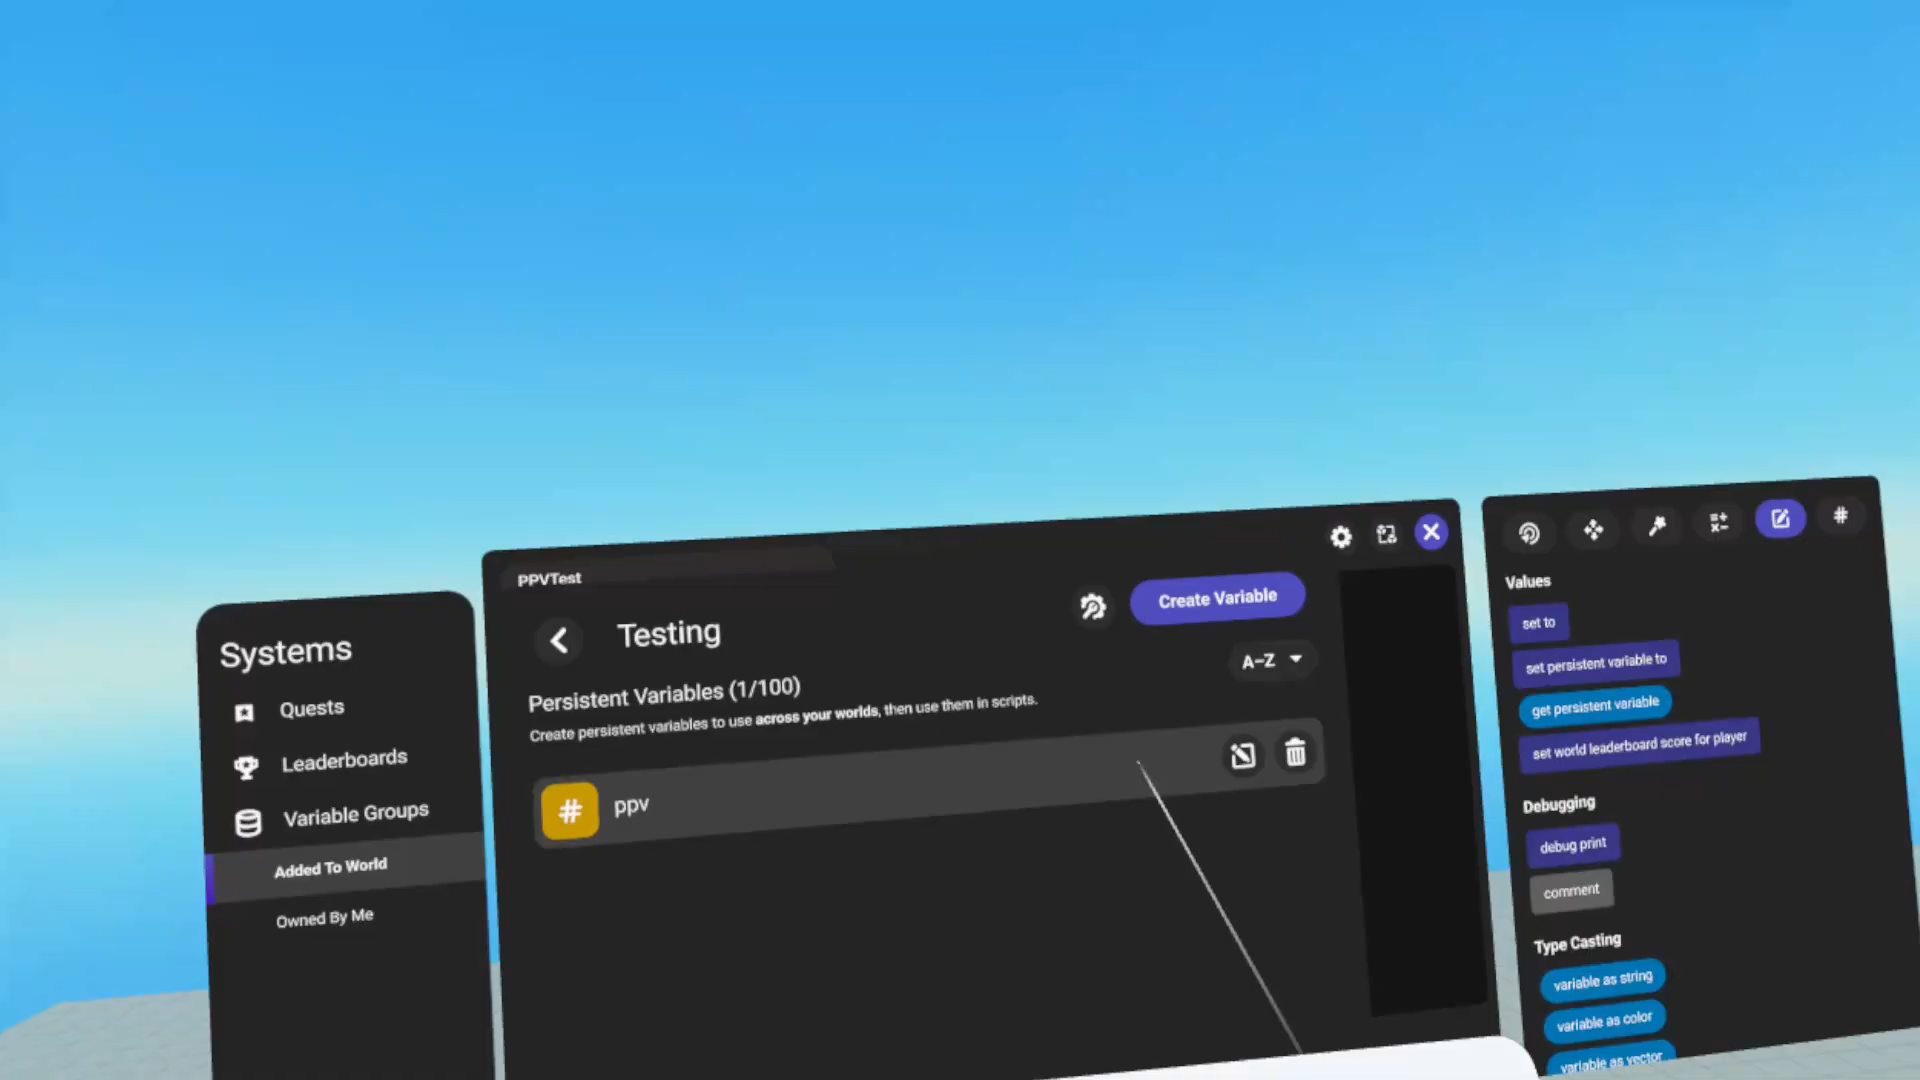 Systems
Quests
Leaderboards
Variable Groups
Added To World
Owned By Me
PPVTest
Testing
Create Variable
A-Z
Persistent Variables (1/100)
Create persistent variables to use across your worlds, then use them in scripts.
# ppv
#
Values
set to
set persistent variable to
get persistent variable
set world leaderboard score for player
Debugging
debug print
comment
Type Casting
variable as string
variable as color
variable as vector